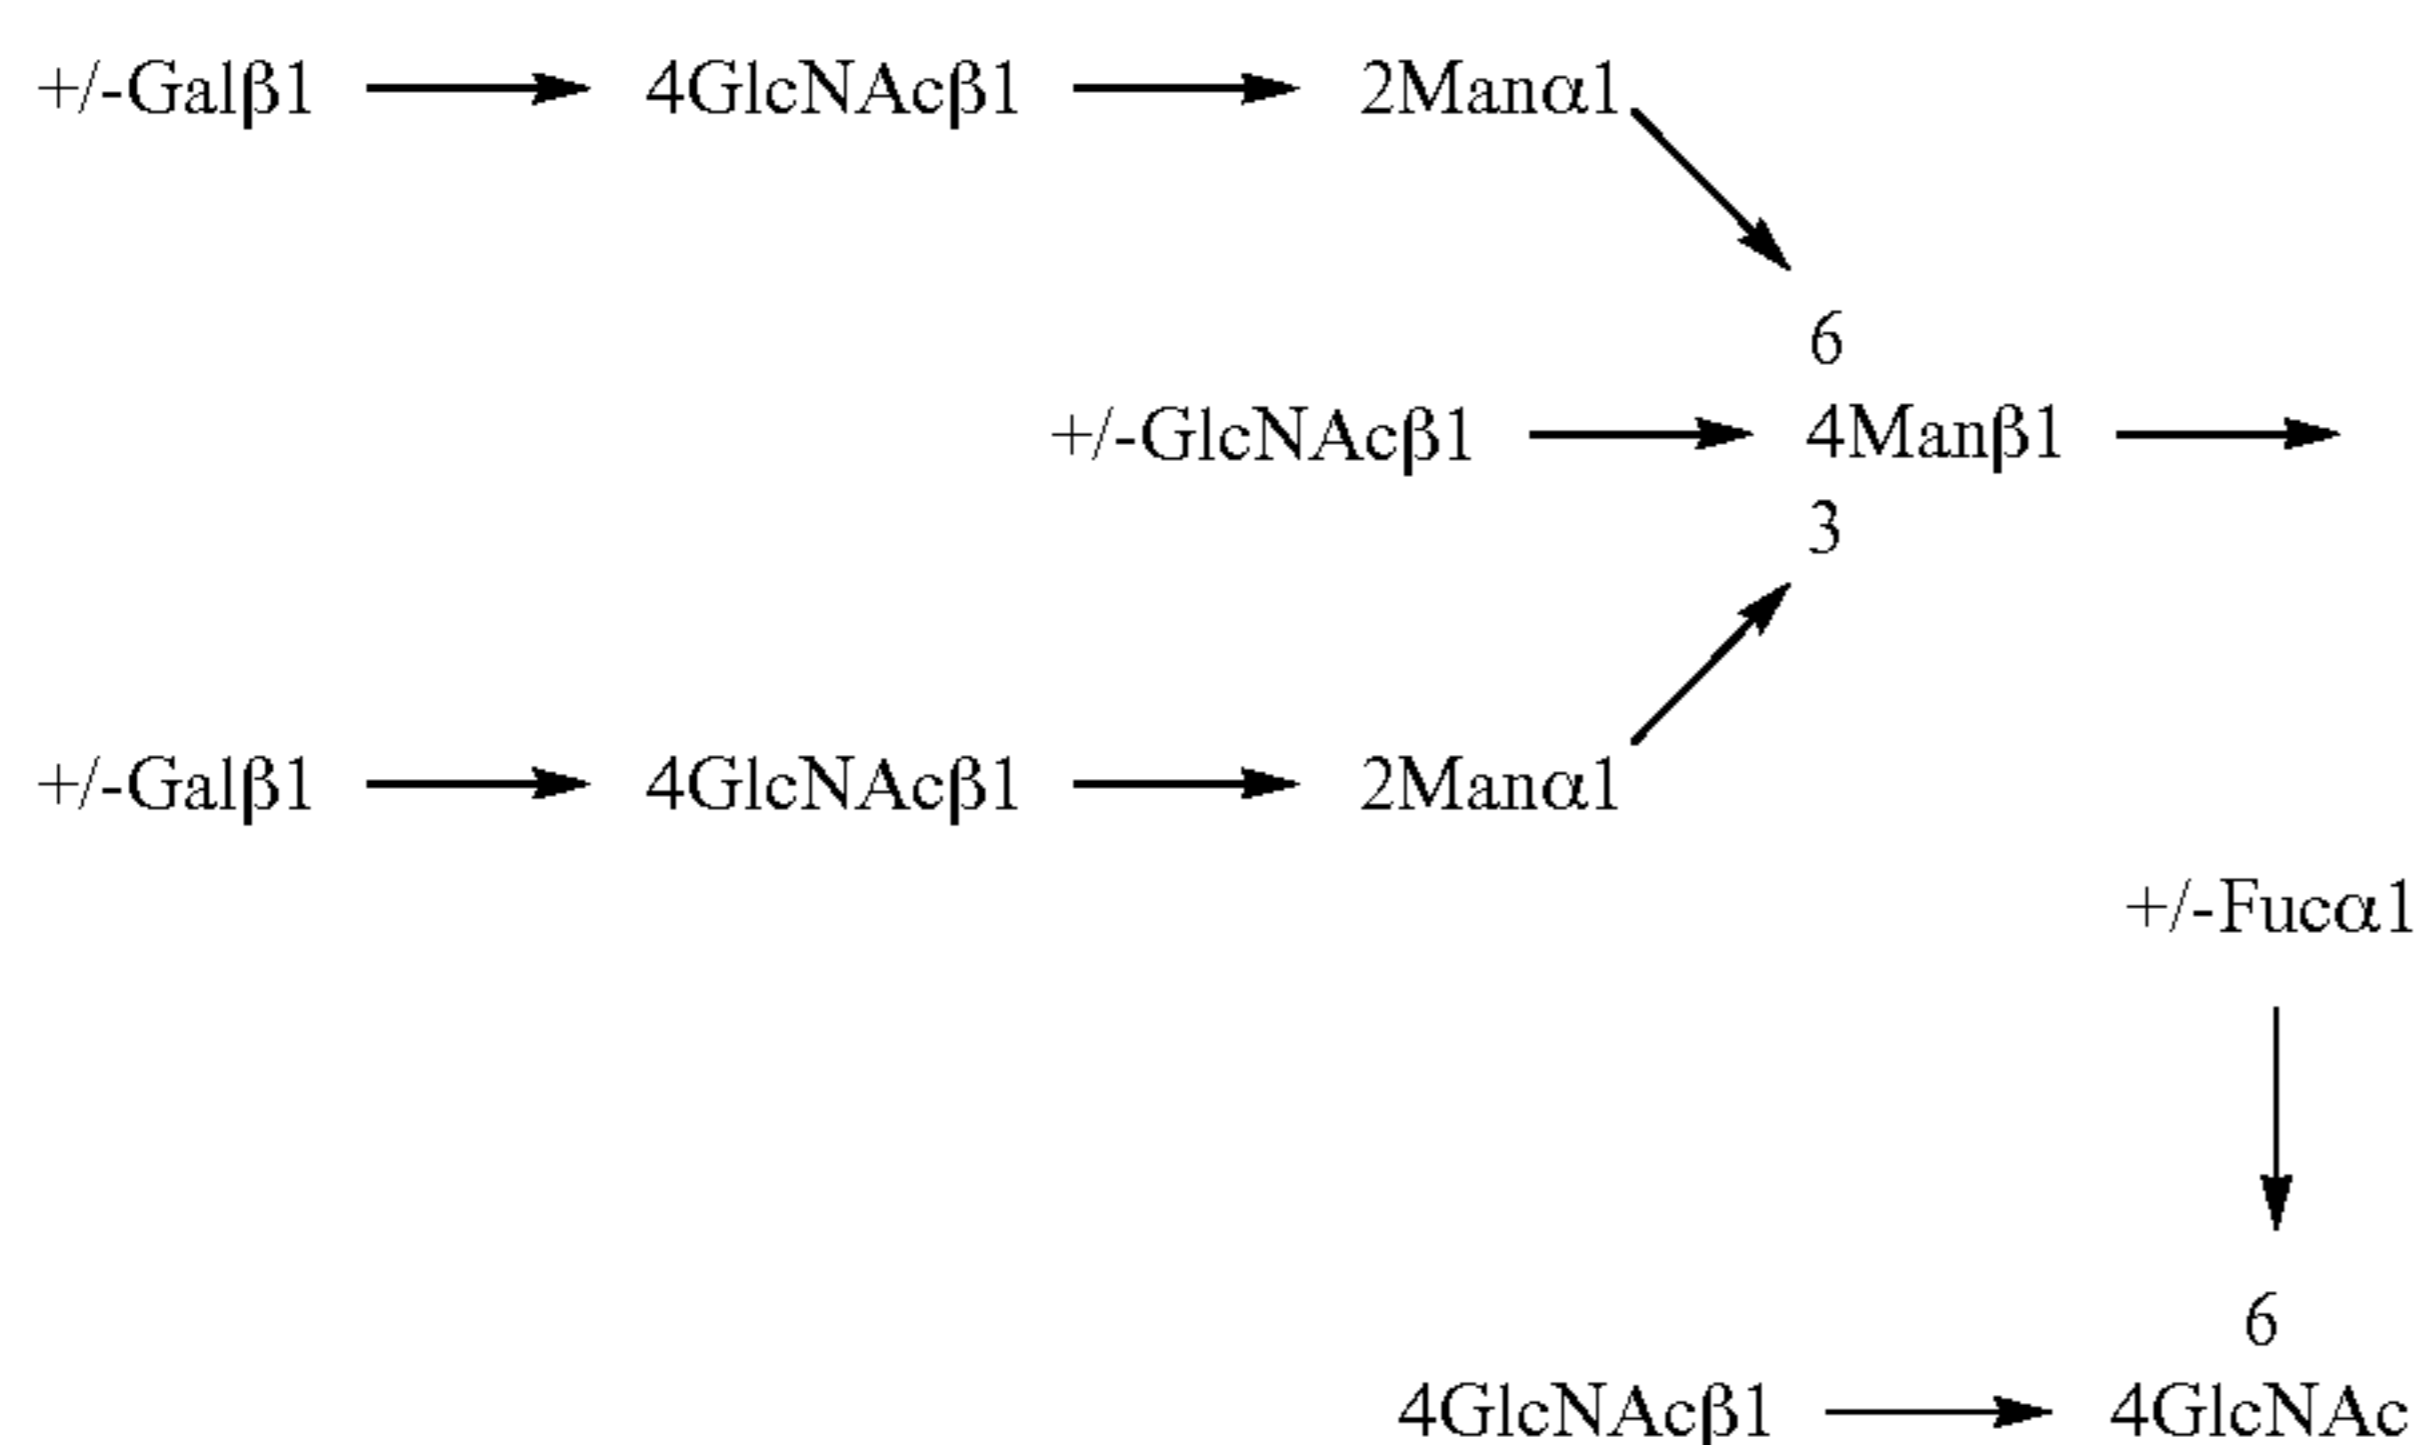 +/-Galβ1 4GlcNAcβ1 2Manα1
6
+/-GlcNAcβ1 4Manβ1
3
+/-Galβ1 4GlcNAcβ1 2Manα1
+/-Fucα1
6
4GlcNAcβ1 4GlcNAc